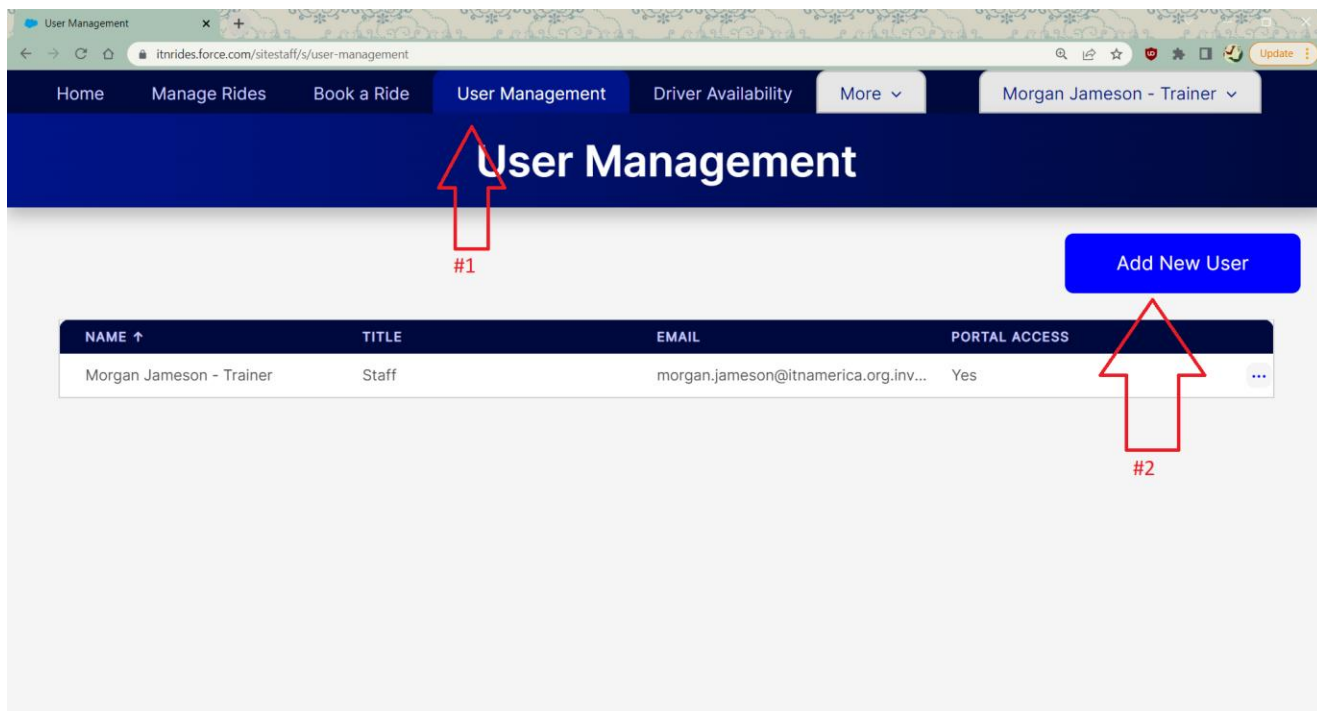 User Management
itnrides.force.com/sitestaff/s/user-management
Update
Home Manage Rides Book a Ride User Management Driver Availability More Morgan Jameson - Trainer
User Management
#1
Add New User
NAME ↑ TITLE EMAIL PORTAL ACCESS
Morgan Jameson - Trainer Staff morgan.jameson@itnamerica.org.inv... Yes ...
#2